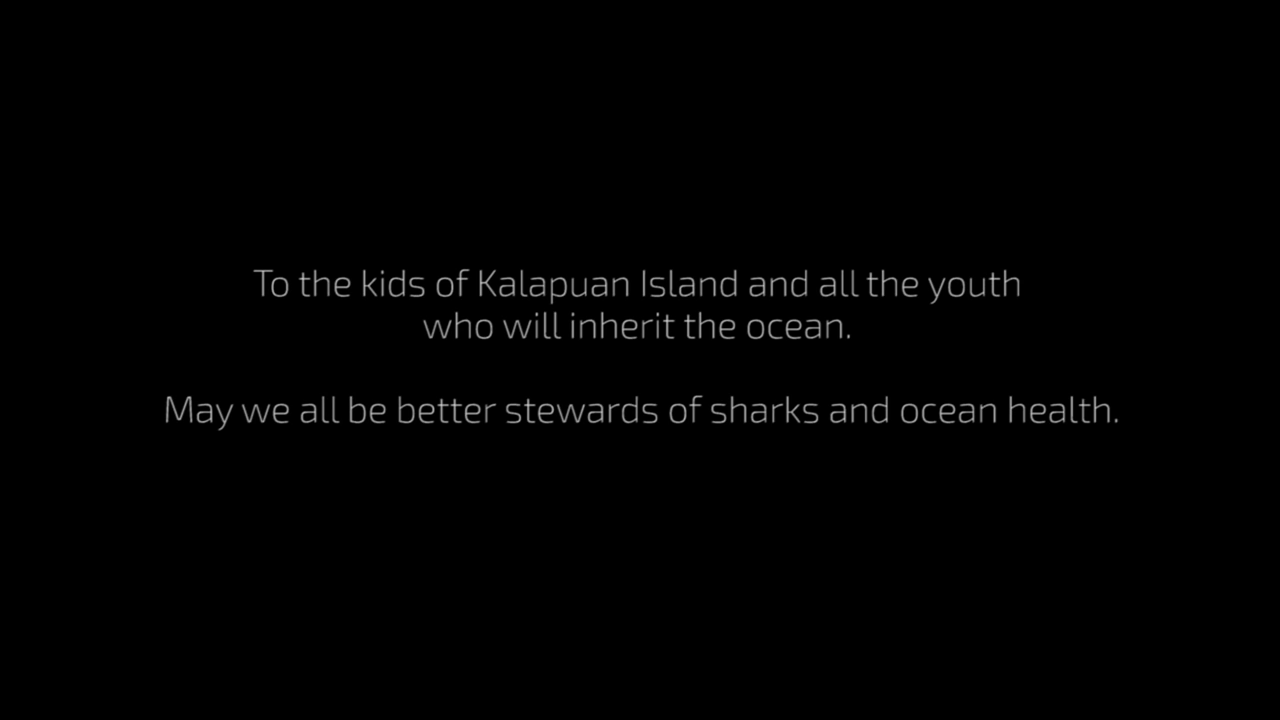 To the kids of Kalapuan Island and all the youth
who will inherit the ocean.
May we all be better stewards of sharks and ocean health.